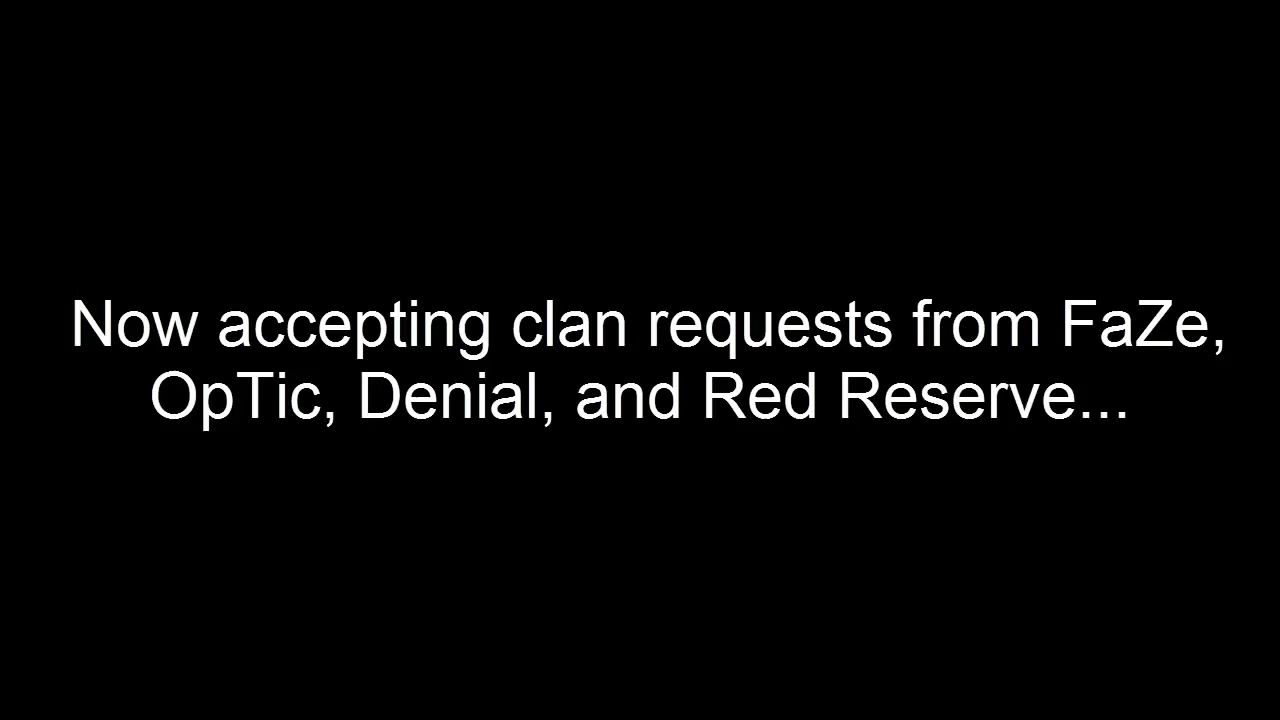 Now accepting clan requests from FaZe,
OpTic, Denial, and Red Reserve...